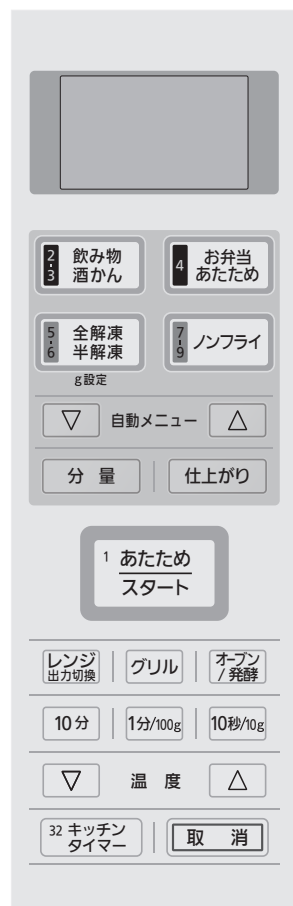 2-3 飲み物
酒かん
4 お弁当
あたため
5-6 全解凍
半解凍
7-9 ノンフライ
g設定
▽ 自動メニュー △
分 量
仕上がり
1 あたため
スタート
レンジ
出力切換
グリル
オーブン
/発酵
10分
1分/100g
10秒/10g
▽ 温 度 △
32 キッチン
タイマー
取 消